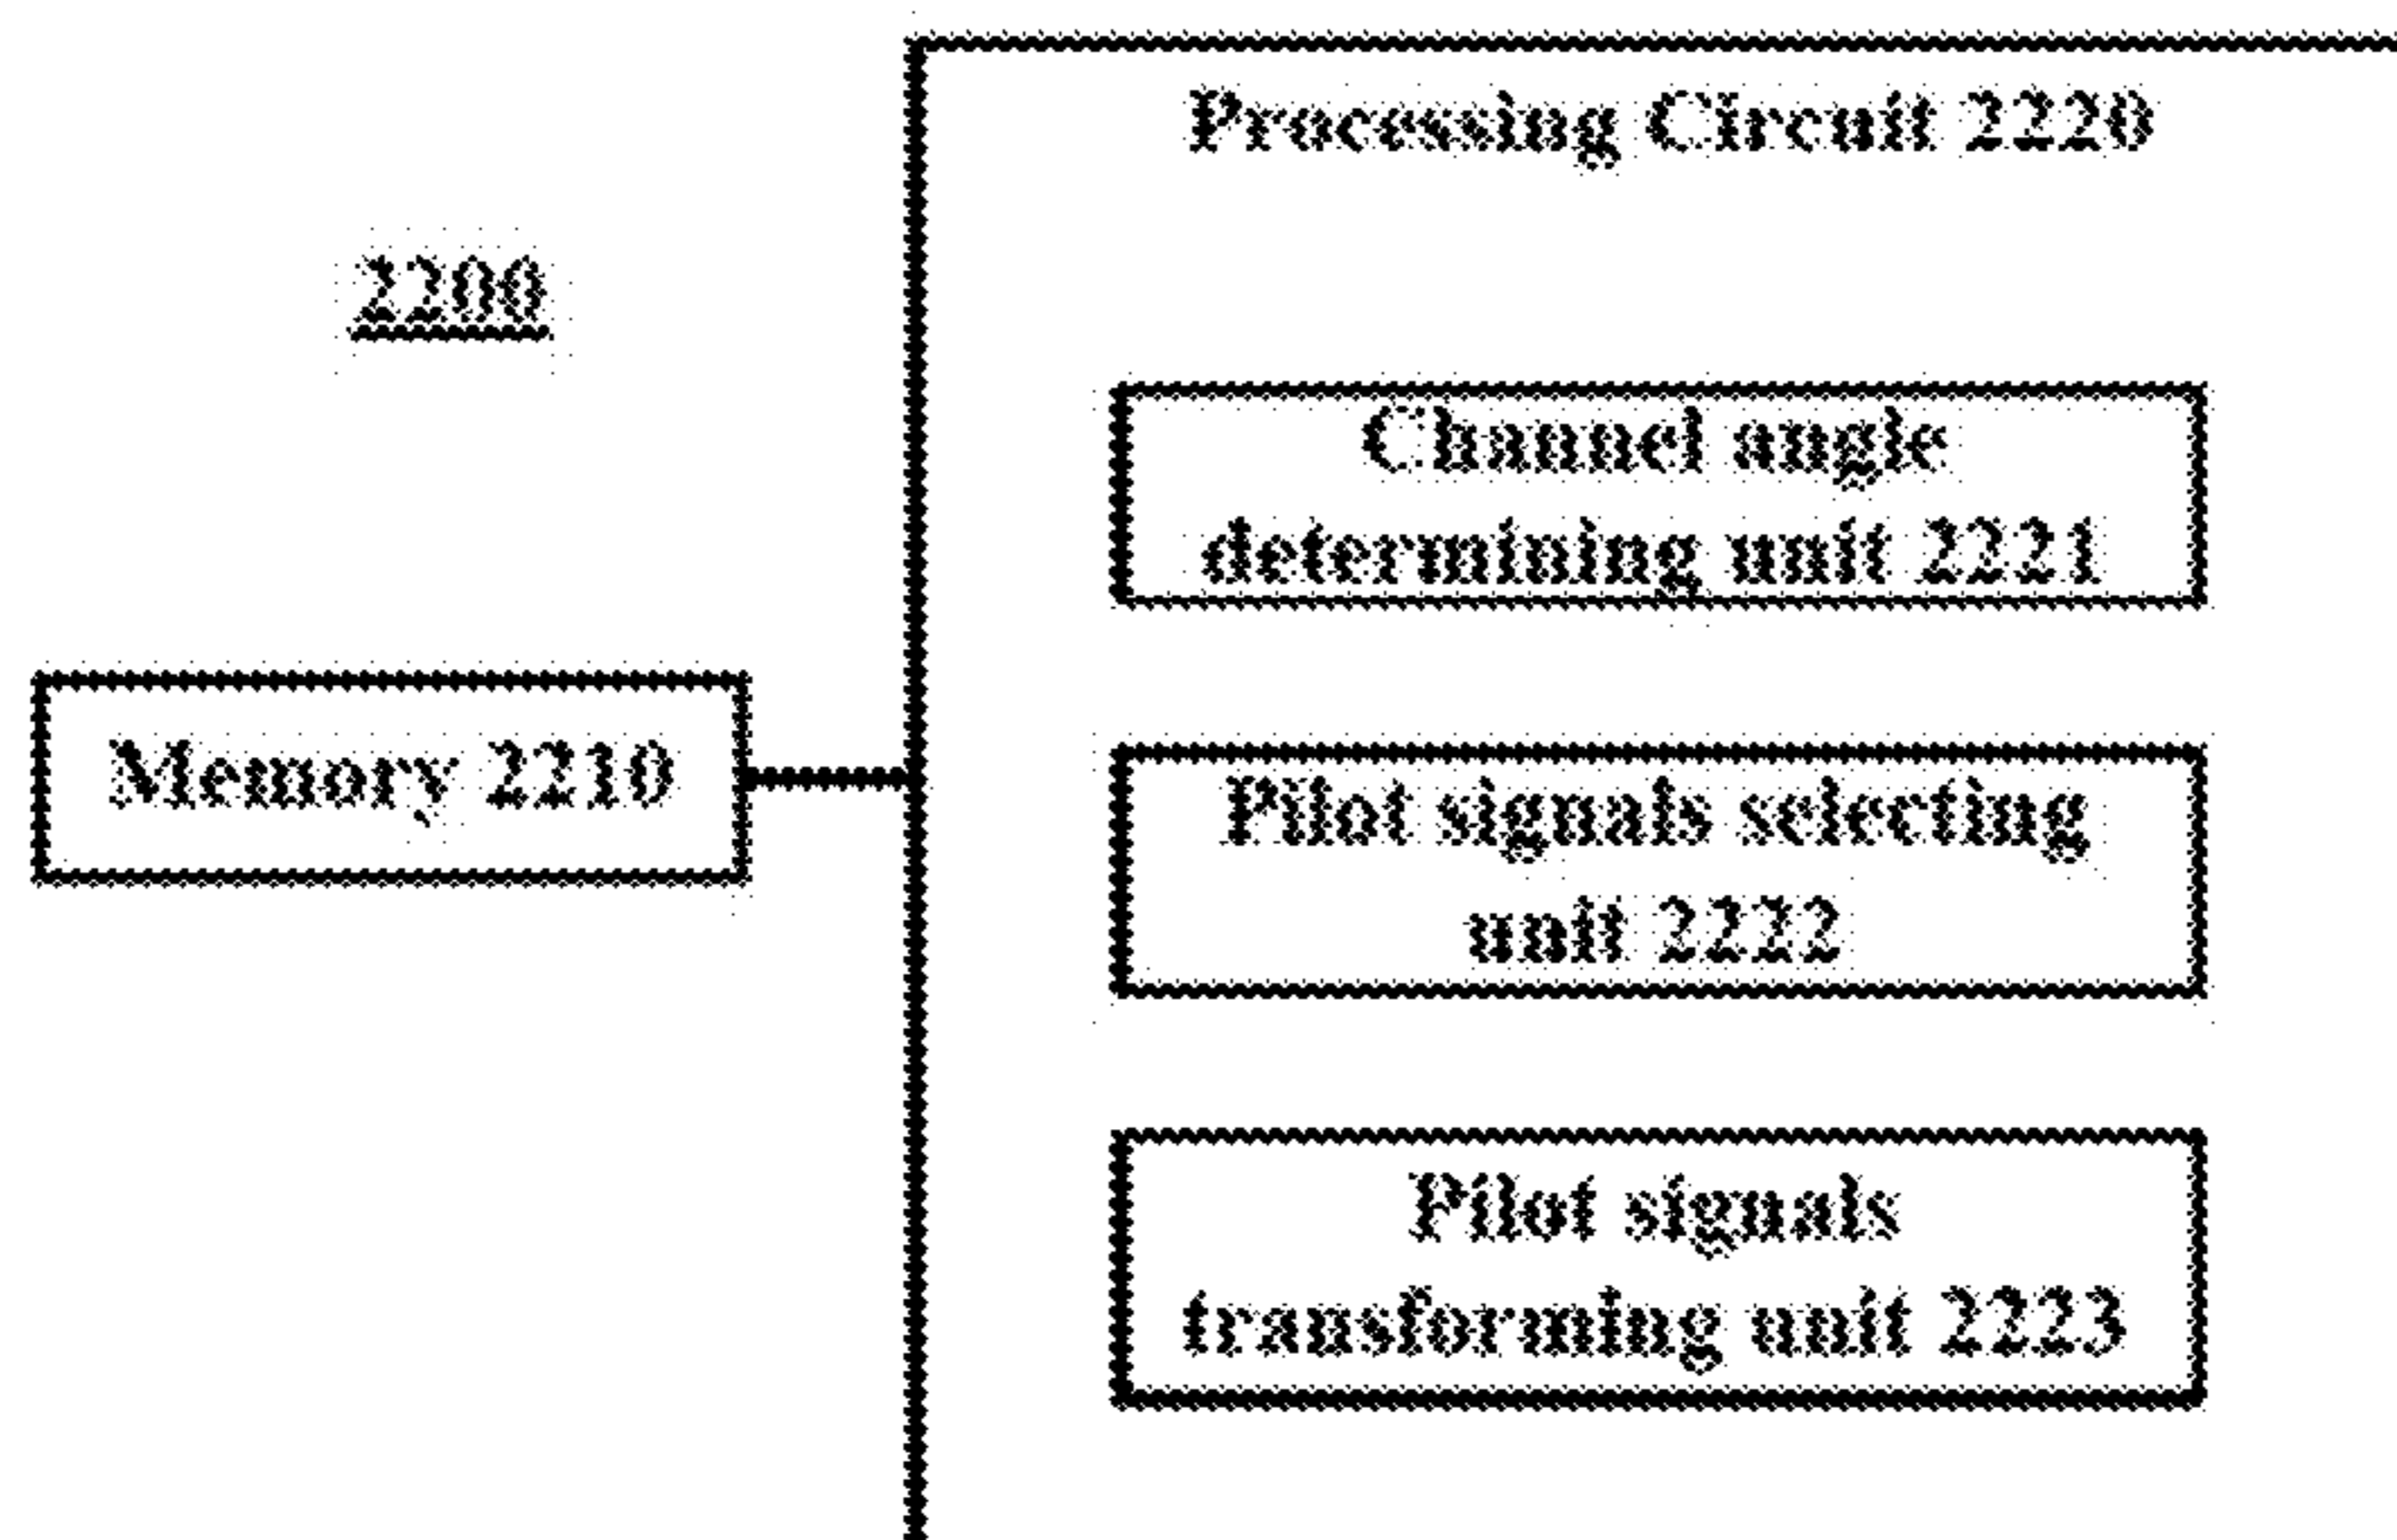 Processing Circuit 2220
2200
Channel angle
determining unit 2221
Memory 2210
Pilot signals selecting
unit 2222
Pilot signals
transforming unit 2223